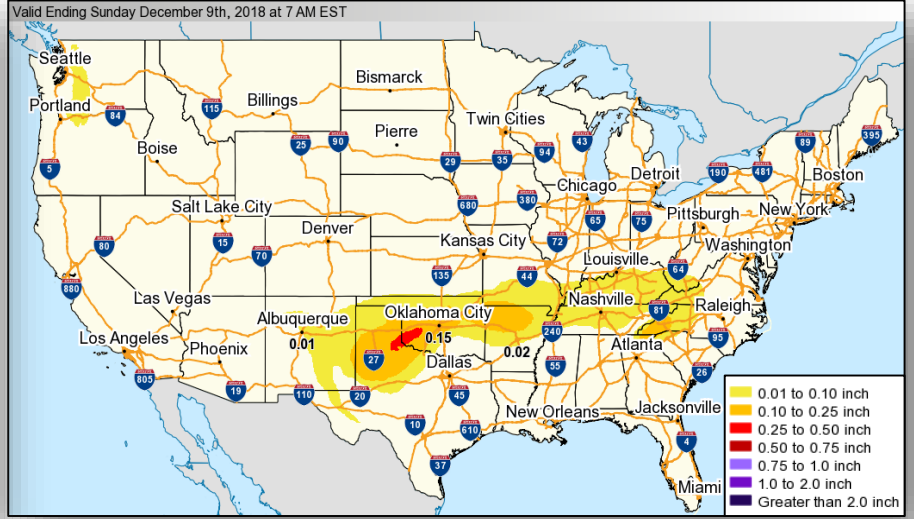 Valid Ending Sunday December 9th, 2018 at 7 AM EST
Seattle
Bismarck
Portland
84
115
Billings
Twin Cities
Pierre
Boise
25
90
29
35
94
43
395
89
5
190
481
Detroit
Boston
Chicago
680
380
Salt Lake City
65
75
Pittsburgh
New York
80
15
70
Denver
Kansas City
72
Washington
135
44
Louisville
64
880
Las Vegas
Nashville
81
Raleigh
Albuquerque
Oklahoma City
0.01
0.15
240
95
Los Angeles
Phoenix
0.02
Atlanta
27
Dallas
55
26
805
19
110
20
45
10
610
New Orleans
Jacksonville
37
4
Miami
0.01 to 0.10 inch
0.10 to 0.25 inch
0.25 to 0.50 inch
0.50 to 0.75 inch
0.75 to 1.0 inch
1.0 to 2.0 inch
Greater than 2.0 inch